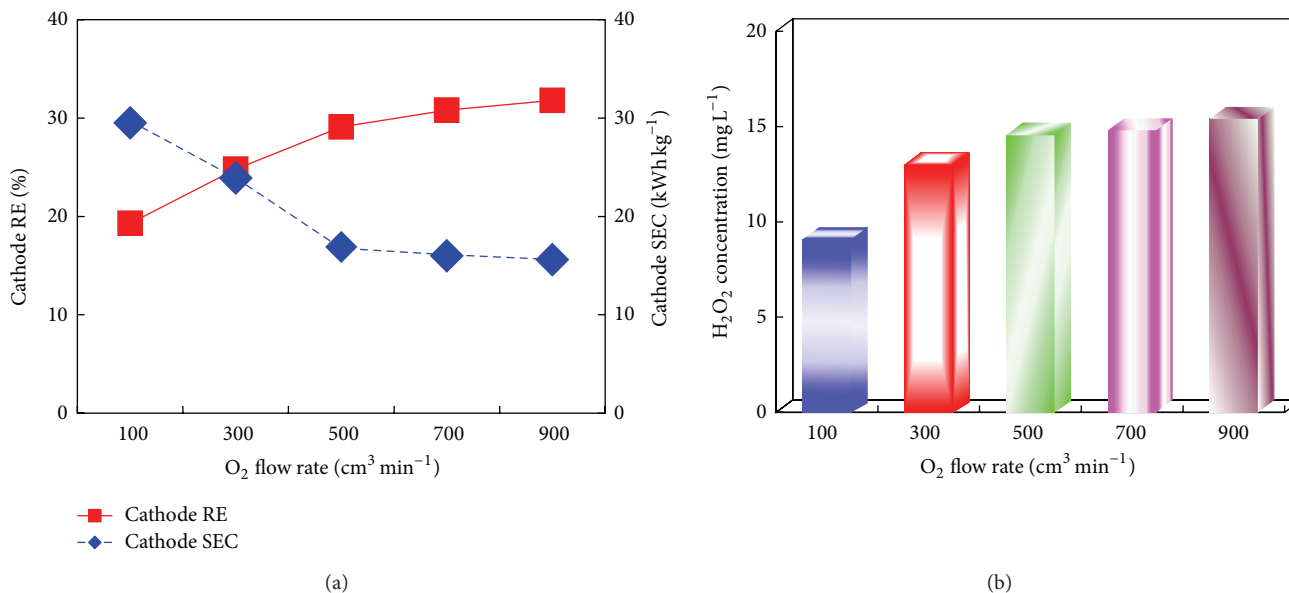 40
30
20
10
0
Cathode RE (%)
40
30
20
10
0
Cathode SEC (kWh kg⁻¹)
100 300 500 700 900
O₂ flow rate (cm³ min⁻¹)
Cathode RE
Cathode SEC
(a)
20
15
10
5
0
H₂O₂ concentration (mg L⁻¹)
100 300 500 700 900
O₂ flow rate (cm³ min⁻¹)
(b)